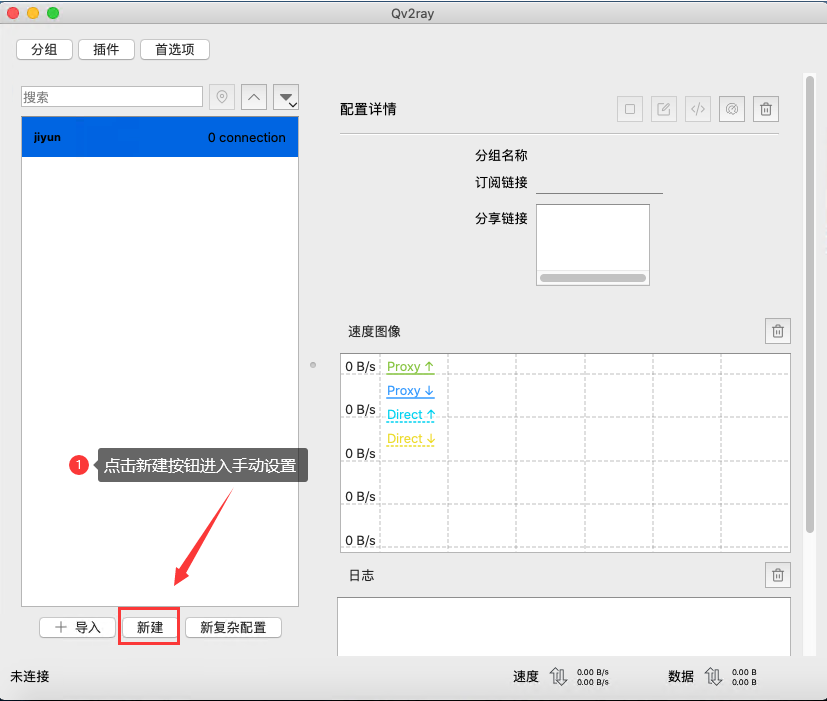 Qv2ray
分组 插件 首选项
搜索
配置详情
jiyun 0 connection
分组名称
订阅链接
分享链接
速度图像
0 B/s Proxy ↑
Proxy ↓
0 B/s Direct ↑
Direct ↓
0 B/s
0 B/s
0 B/s
1 点击新建按钮进入手动设置
日志
+ 导入 新建 新复杂配置
未连接 速度 0.00 B/s 数据 0.00 B
0.00 B/s 0.00 B